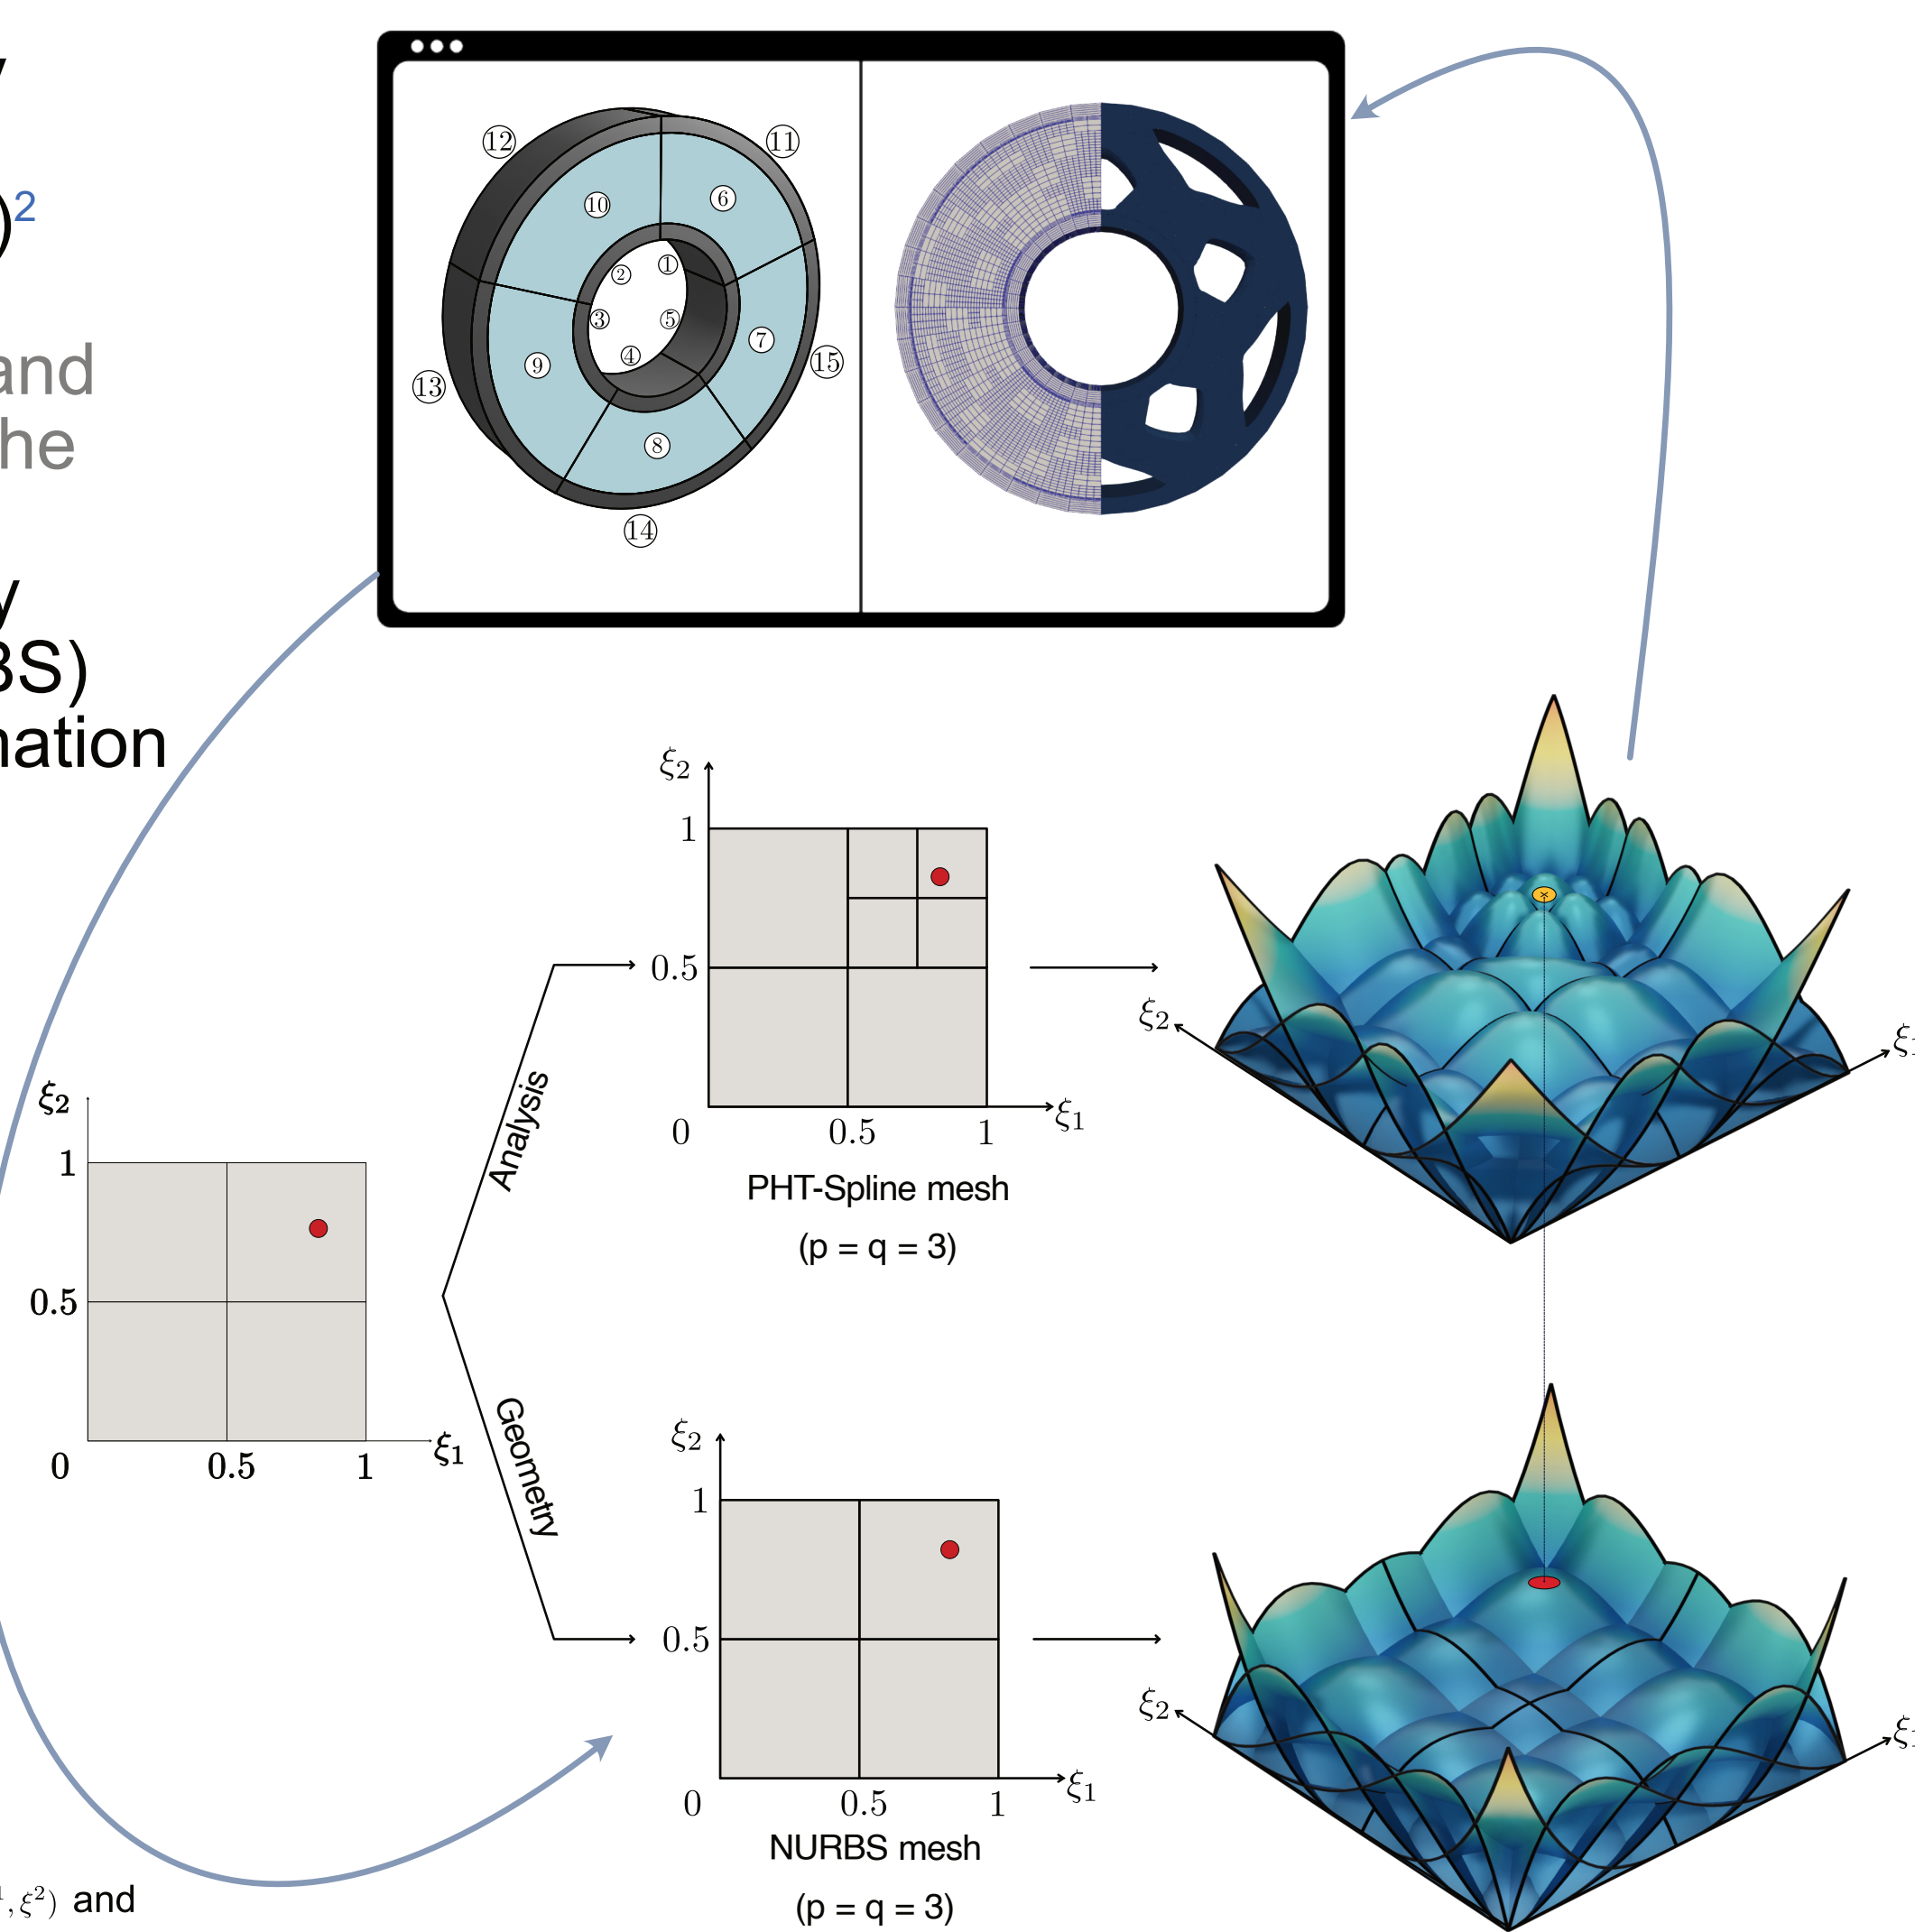 y
)2
and
he
y
BS)
nation
12
11
10
6
2
1
3
5
4
7
15
9
13
8
14
ξ2
1
0.5
0
0.5
1
ξ1
PHT-Spline mesh
(p = q = 3)
ξ2
ξ1
Analysis
ξ2
1
0.5
0
0.5
1
ξ1
Geometry
ξ2
1
0.5
0
0.5
1
ξ1
NURBS mesh
(p = q = 3)
ξ2
ξ1
, ξ²) and